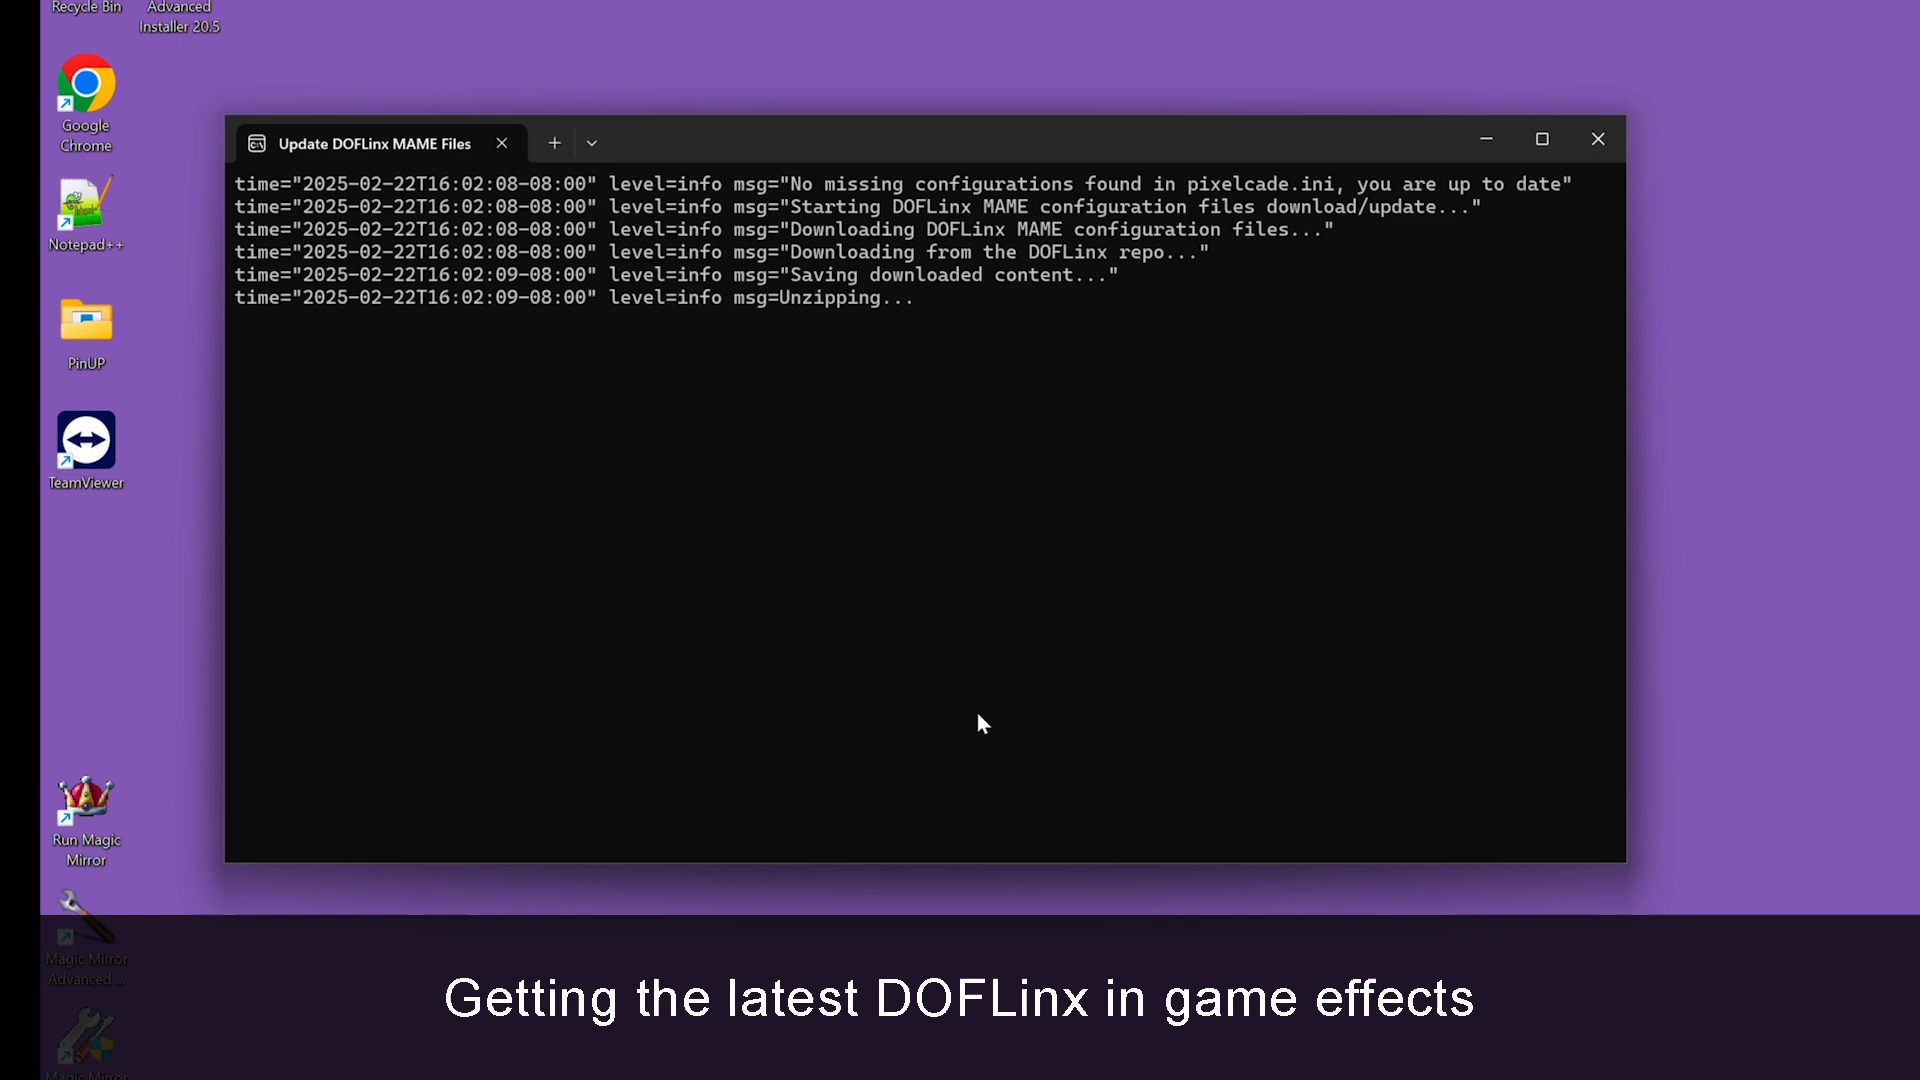 Recycle Bin
Advanced
Installer 20.5
Google
Chrome
Notepad++
PinUP
TeamViewer
Run Magic
Mirror
Magic Mirror
Advanced ...
Magic Mirror
Update DOFLinx MAME Files
time="2025-02-22T16:02:08-08:00" level=info msg="No missing configurations found in pixelcade.ini, you are up to date"
time="2025-02-22T16:02:08-08:00" level=info msg="Starting DOFLinx MAME configuration files download/update..."
time="2025-02-22T16:02:08-08:00" level=info msg="Downloading DOFLinx MAME configuration files..."
time="2025-02-22T16:02:08-08:00" level=info msg="Downloading from the DOFLinx repo..."
time="2025-02-22T16:02:09-08:00" level=info msg="Saving downloaded content..."
time="2025-02-22T16:02:09-08:00" level=info msg=Unzipping...
Getting the latest DOFLinx in game effects